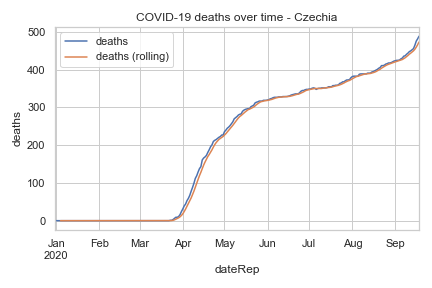 COVID-19 deaths over time - Czechia
deaths
deaths (rolling)
500
400
300
200
100
0
deaths
Jan Feb Mar Apr May Jun Jul Aug Sep
2020
dateRep